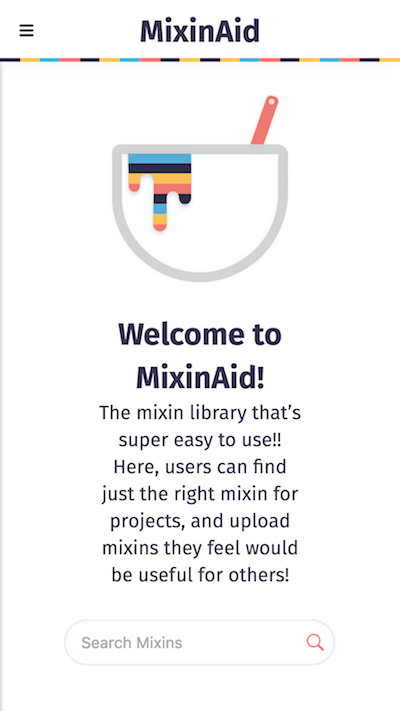 MixinAid
Welcome to
MixinAid!
The mixin library that’s
super easy to use!!
Here, users can find
just the right mixin for
projects, and upload
mixins they feel would
be useful for others!
Search Mixins